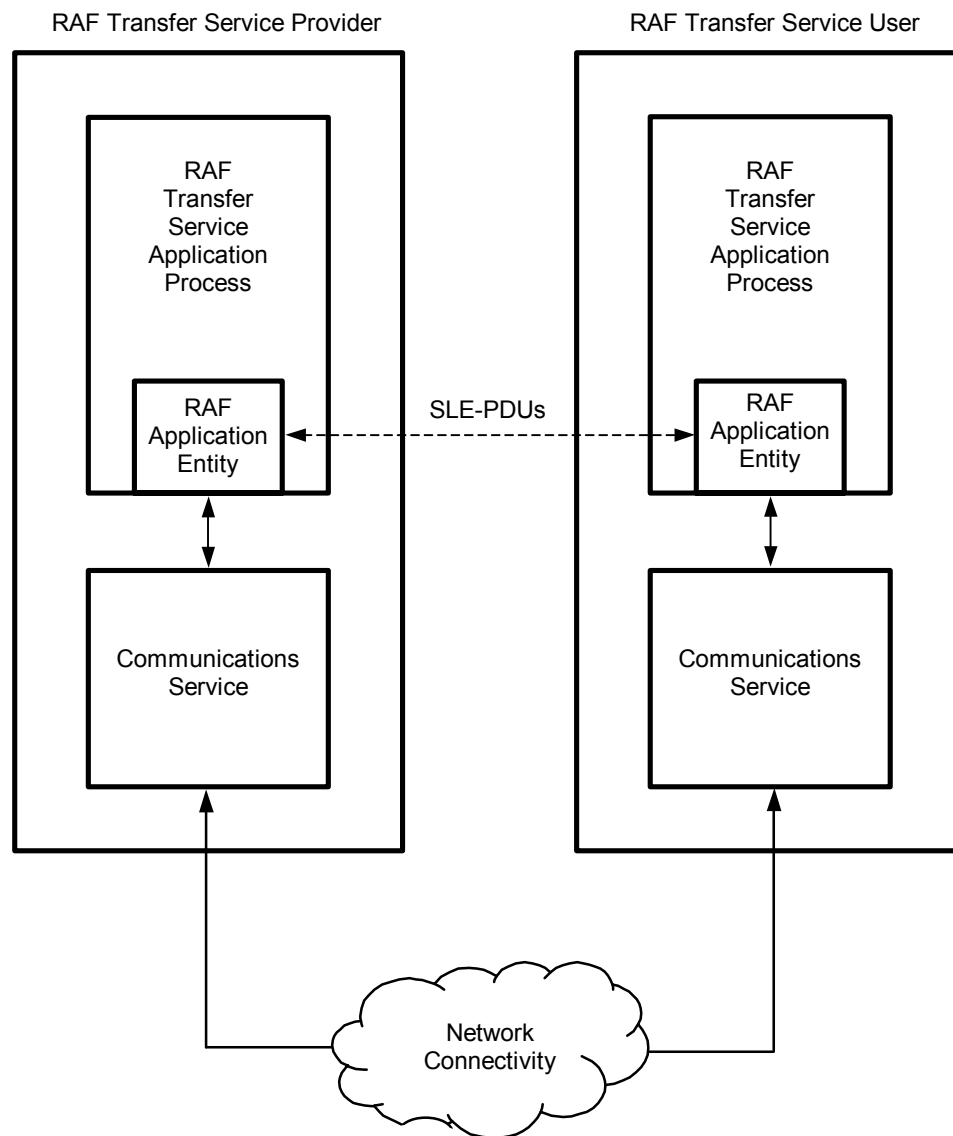 RAF Transfer Service Provider
RAF Transfer Service User
RAF
Transfer
Service
Application
Process
RAF
Transfer
Service
Application
Process
RAF
Application
Entity
SLE-PDUs
RAF
Application
Entity
Communications
Service
Communications
Service
Network
Connectivity